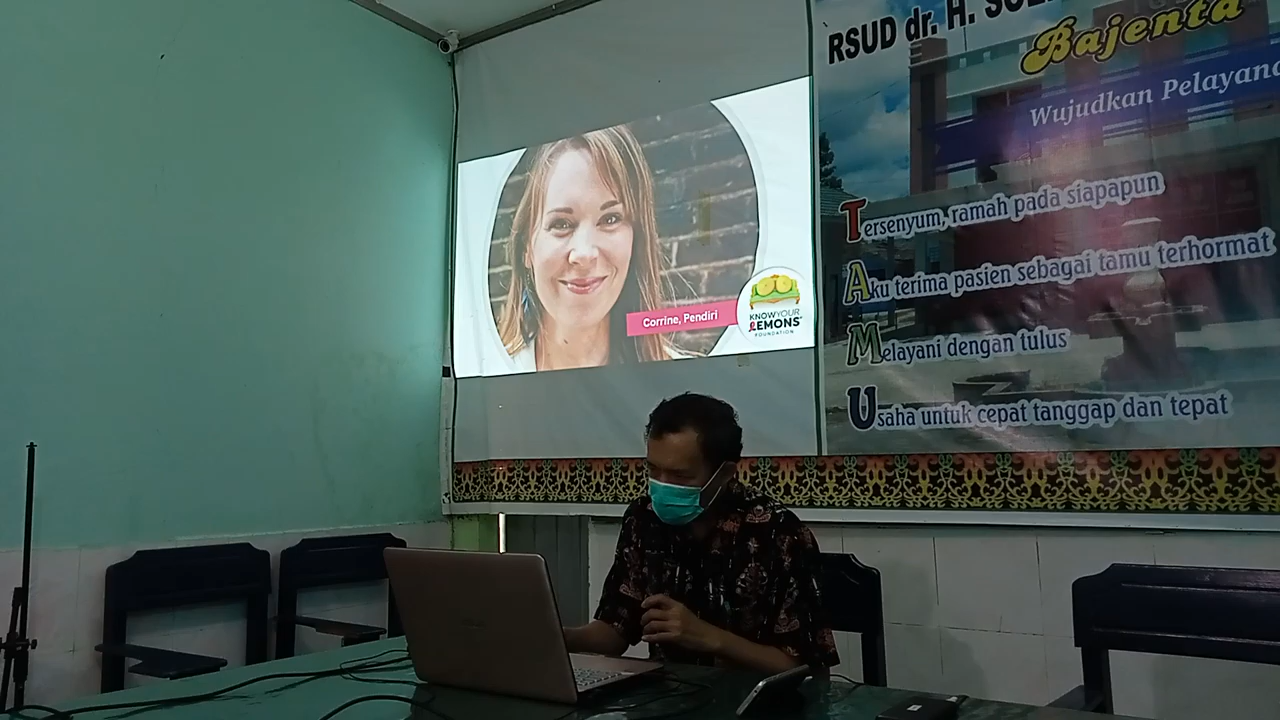 Corrine, Pendiri
KNOW YOUR
LEMONS
FOUNDATION
RSUD dr. H.
Bajenta
Wujudkan
Tersenyum, ramah pada siapapun
Aku terima pasien sebagai tamu terhormat
Melayani dengan tulus
Usaha untuk cepat tanggap dan tepat